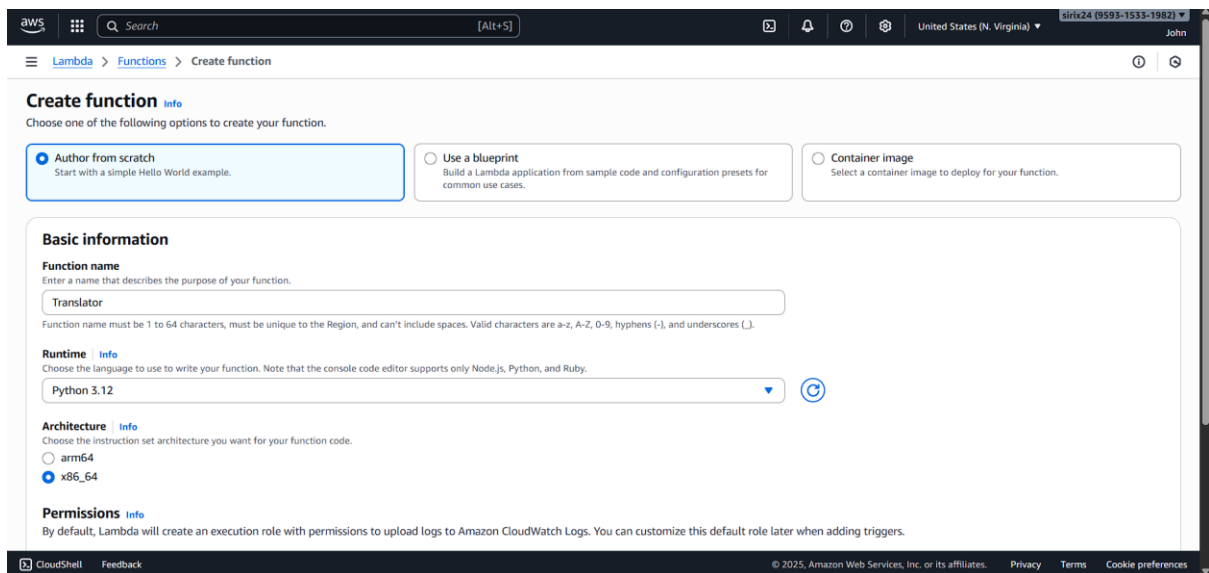 aws
Search [Alt+S]
United States (N. Virginia)
sirix24 (9593-1533-1982)
John
Lambda > Functions > Create function
Create function Info
Choose one of the following options to create your function.
Author from scratch
Start with a simple Hello World example.
Use a blueprint
Build a Lambda application from sample code and configuration presets for
common use cases.
Container image
Select a container image to deploy for your function.
Basic information
Function name
Enter a name that describes the purpose of your function.
Translator
Function name must be 1 to 64 characters, must be unique to the Region, and can't include spaces. Valid characters are a-z, A-Z, 0-9, hyphens (-), and underscores (_).
Runtime Info
Choose the language to use to write your function. Note that the console code editor supports only Node.js, Python, and Ruby.
Python 3.12
Architecture Info
Choose the instruction set architecture you want for your function code.
arm64
x86_64
Permissions Info
By default, Lambda will create an execution role with permissions to upload logs to Amazon CloudWatch Logs. You can customize this default role later when adding triggers.
CloudShell Feedback © 2025, Amazon Web Services, Inc. or its affiliates. Privacy Terms Cookie preferences